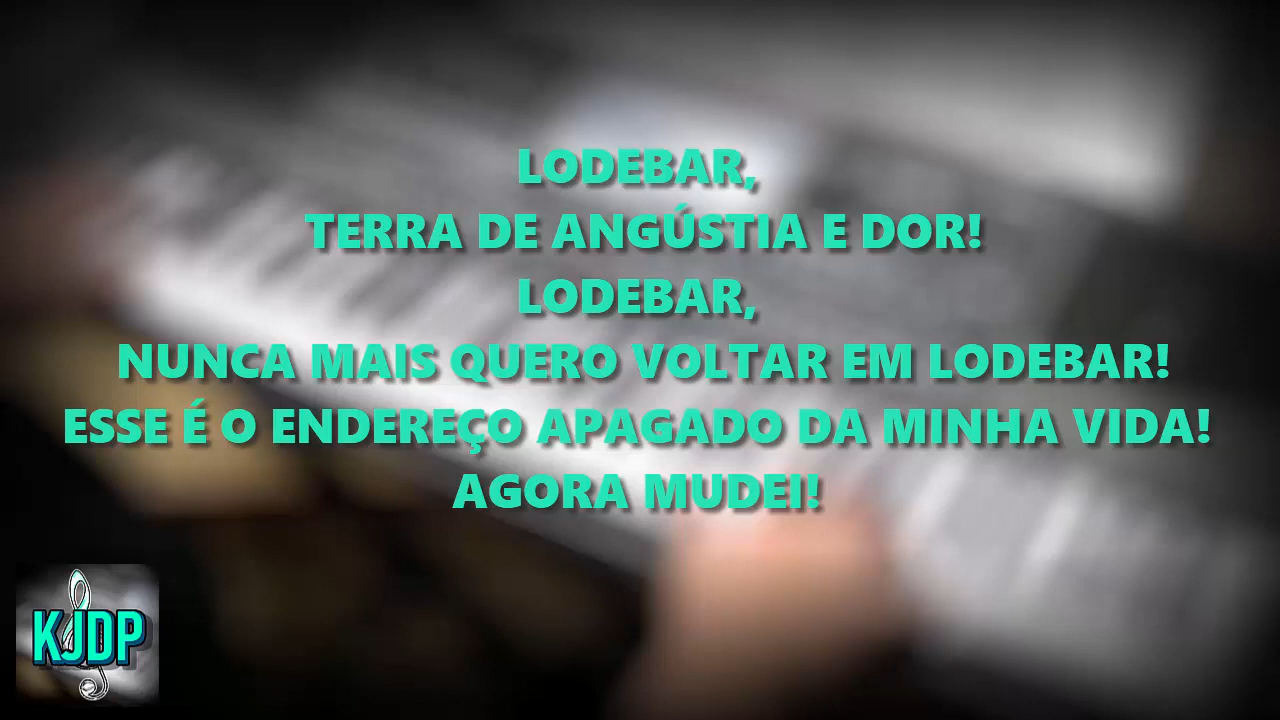 LODEBAR,
TERRA DE ANGÚSTIA E DOR!
LODEBAR,
NUNCA MAIS QUERO VOLTAR EM LODEBAR!
ESSE É O ENDEREÇO APAGADO DA MINHA VIDA!
AGORA MUDEI!
KJDP